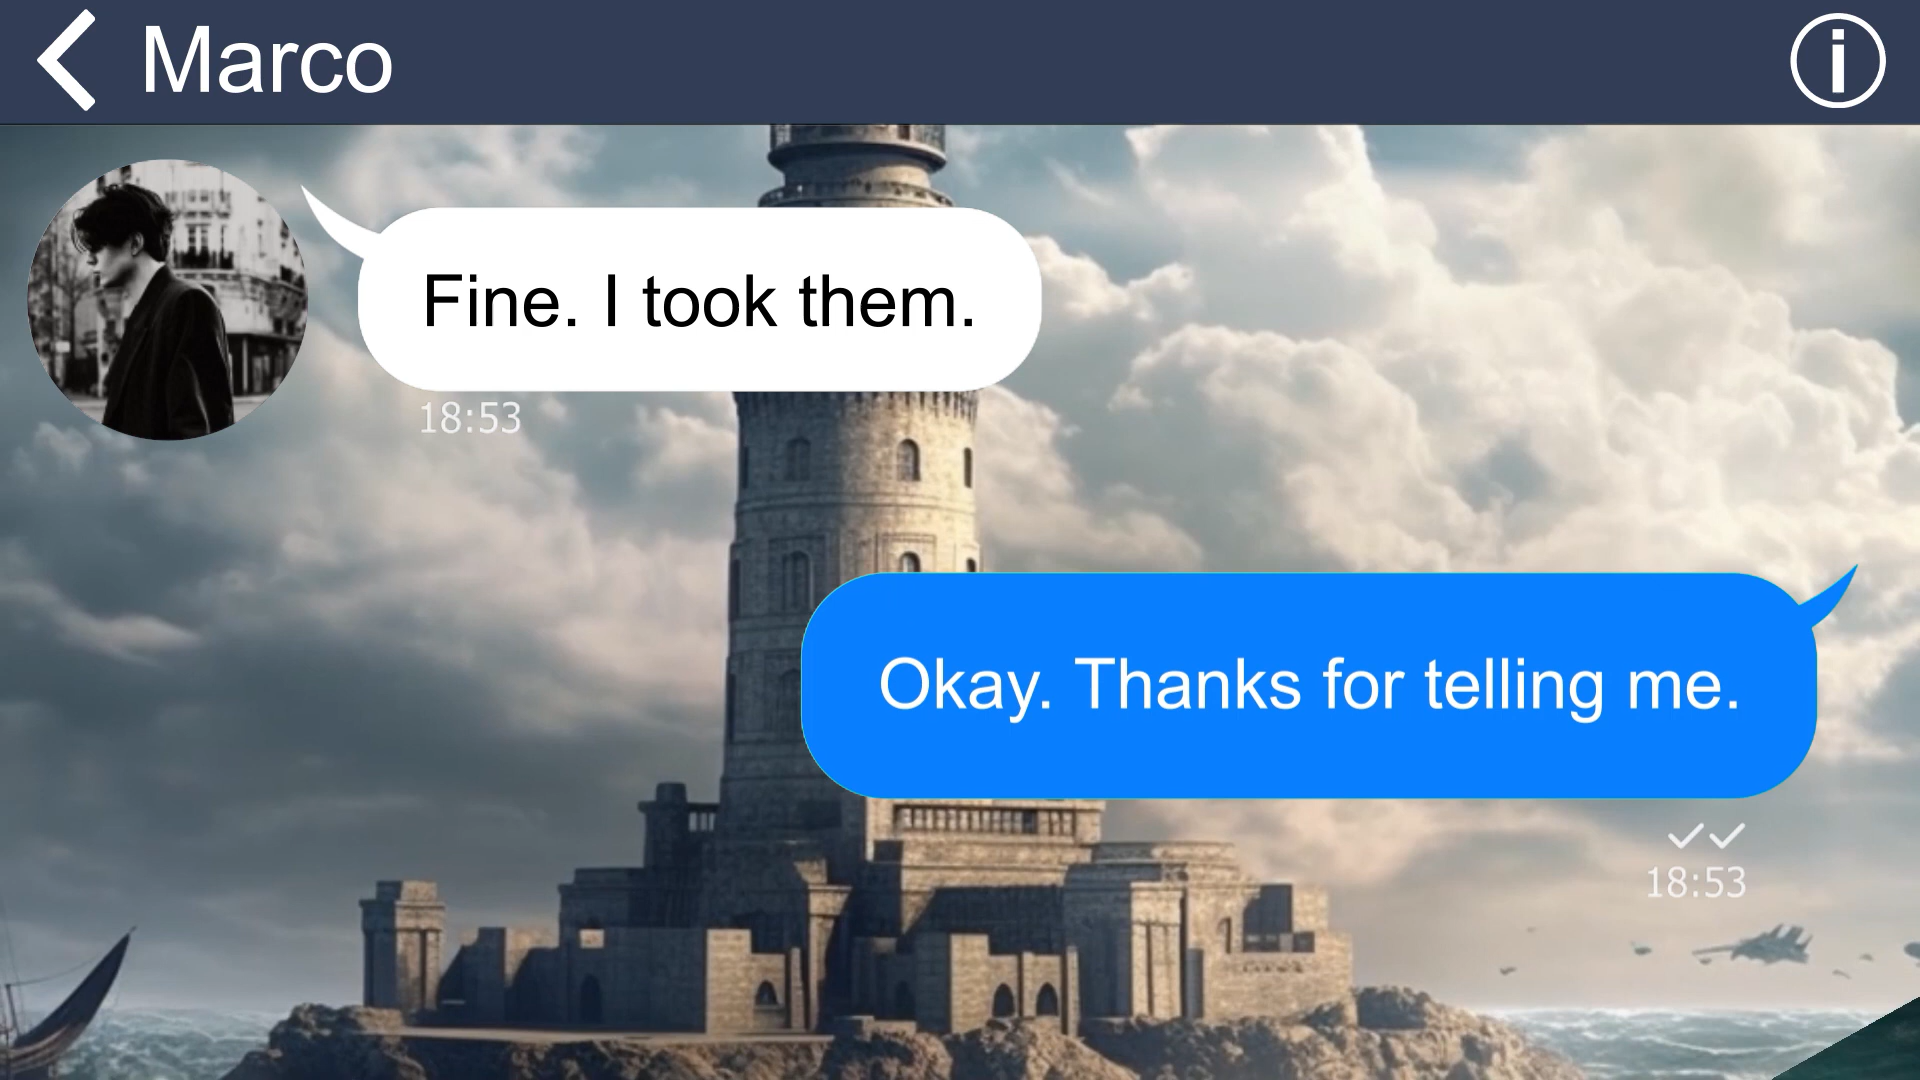 Marco
Fine. I took them.
18:53
Okay. Thanks for telling me.
18:53